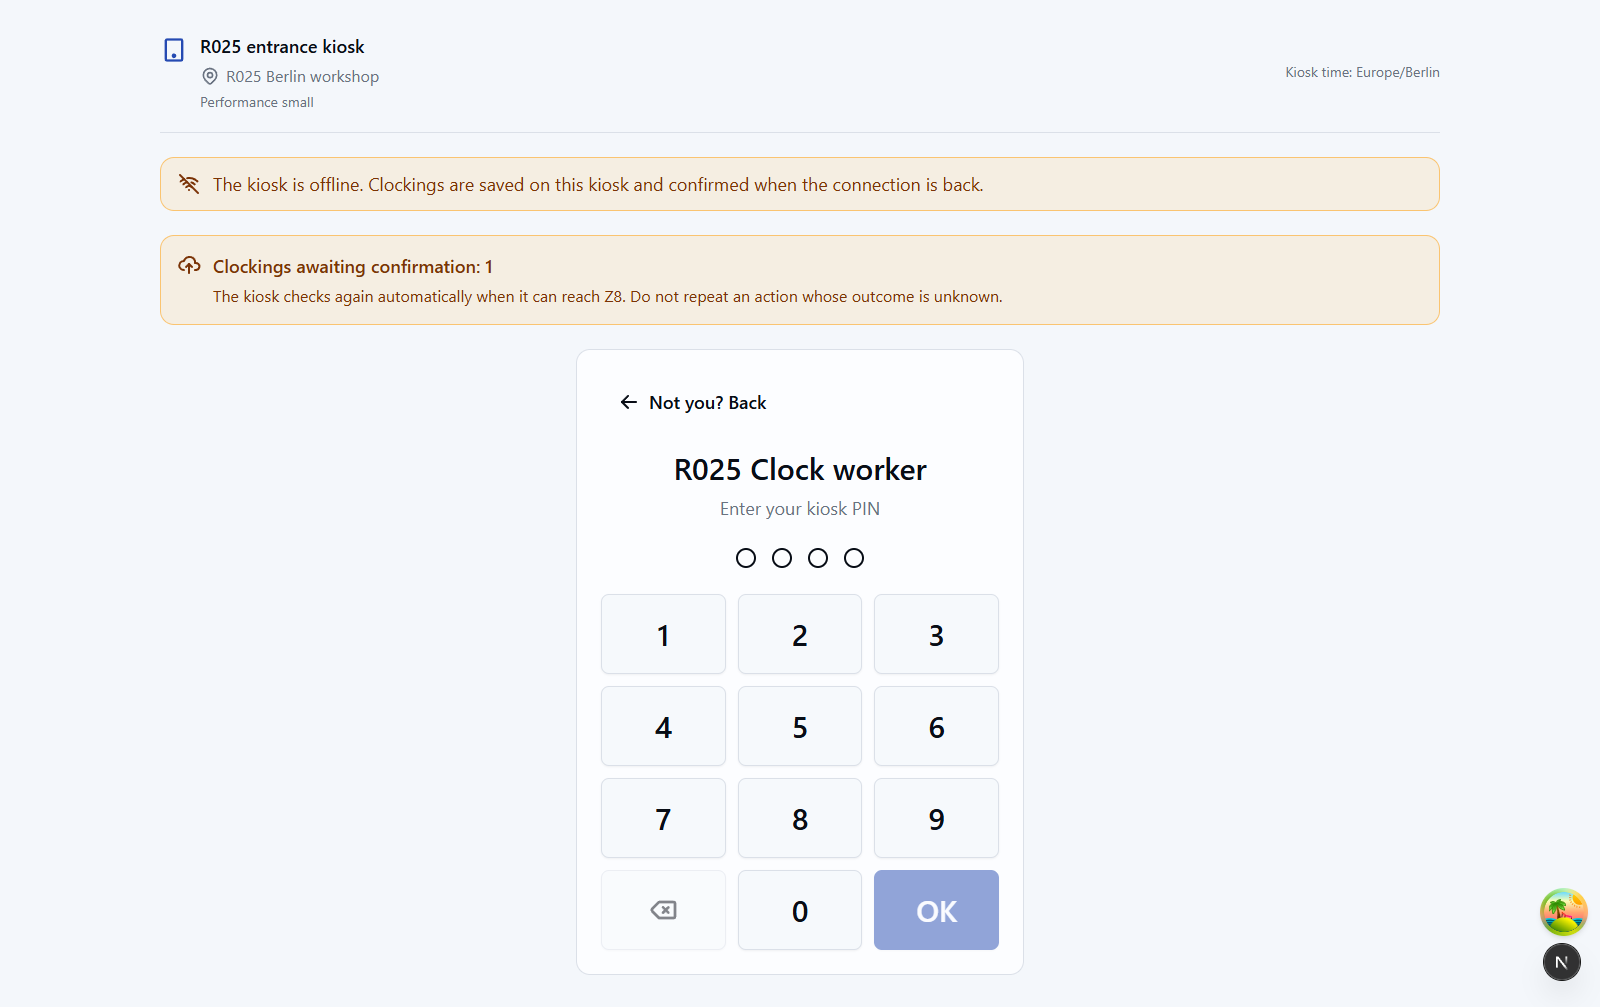 R025 entrance kiosk
R025 Berlin workshop
Performance small
Kiosk time: Europe/Berlin
The kiosk is offline. Clockings are saved on this kiosk and confirmed when the connection is back.
Clockings awaiting confirmation: 1
The kiosk checks again automatically when it can reach Z8. Do not repeat an action whose outcome is unknown.
Not you? Back
R025 Clock worker
Enter your kiosk PIN
1 2 3
4 5 6
7 8 9
0 OK
N